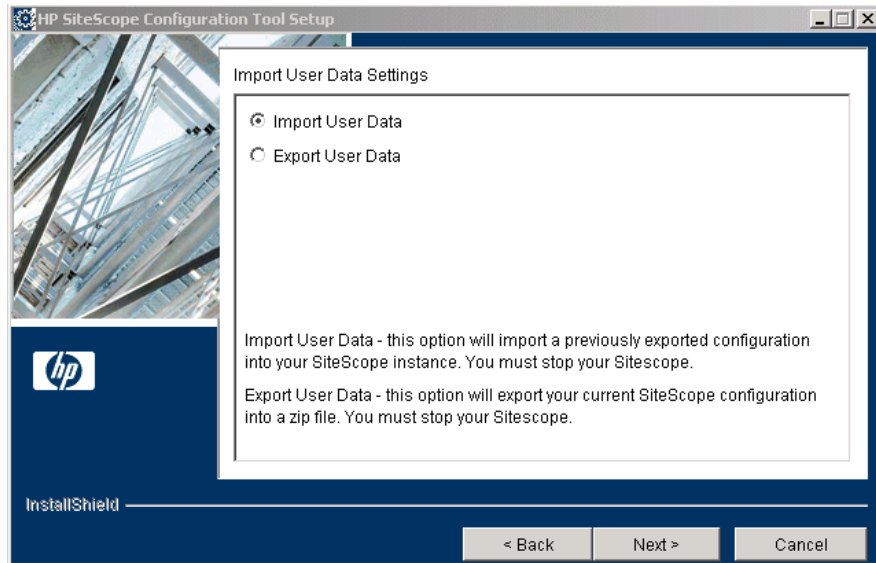 HP SiteScope Configuration Tool Setup
Import User Data Settings
Import User Data
Export User Data
Import User Data - this option will import a previously exported configuration
into your SiteScope instance. You must stop your Sitescope.
Export User Data - this option will export your current SiteScope configuration
into a zip file. You must stop your Sitescope.
hp
InstallShield
< Back
Next >
Cancel